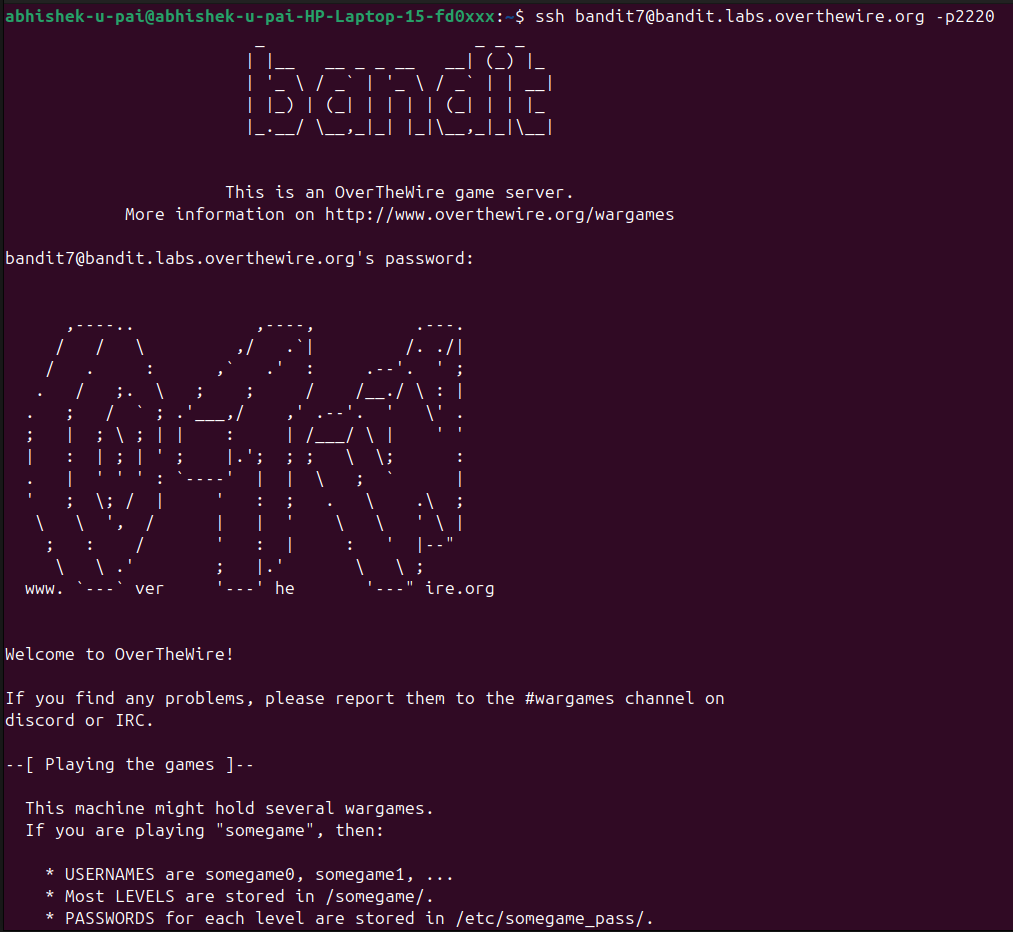 abhishek-u-pai@abhishek-u-pai-HP-Laptop-15-fd0xxx:~$ ssh bandit7@bandit.labs.overthewire.org -p2220
bandit
This is an OverTheWire game server.
More information on http://www.overthewire.org/wargames
bandit7@bandit.labs.overthewire.org's password:
www. `---` ver '---' he '---" ire.org
Welcome to OverTheWire!
If you find any problems, please report them to the #wargames channel on
discord or IRC.
--[ Playing the games ]--
This machine might hold several wargames.
If you are playing "somegame", then:
* USERNAMES are somegame0, somegame1, ...
* Most LEVELS are stored in /somegame/.
* PASSWORDS for each level are stored in /etc/somegame_pass/.